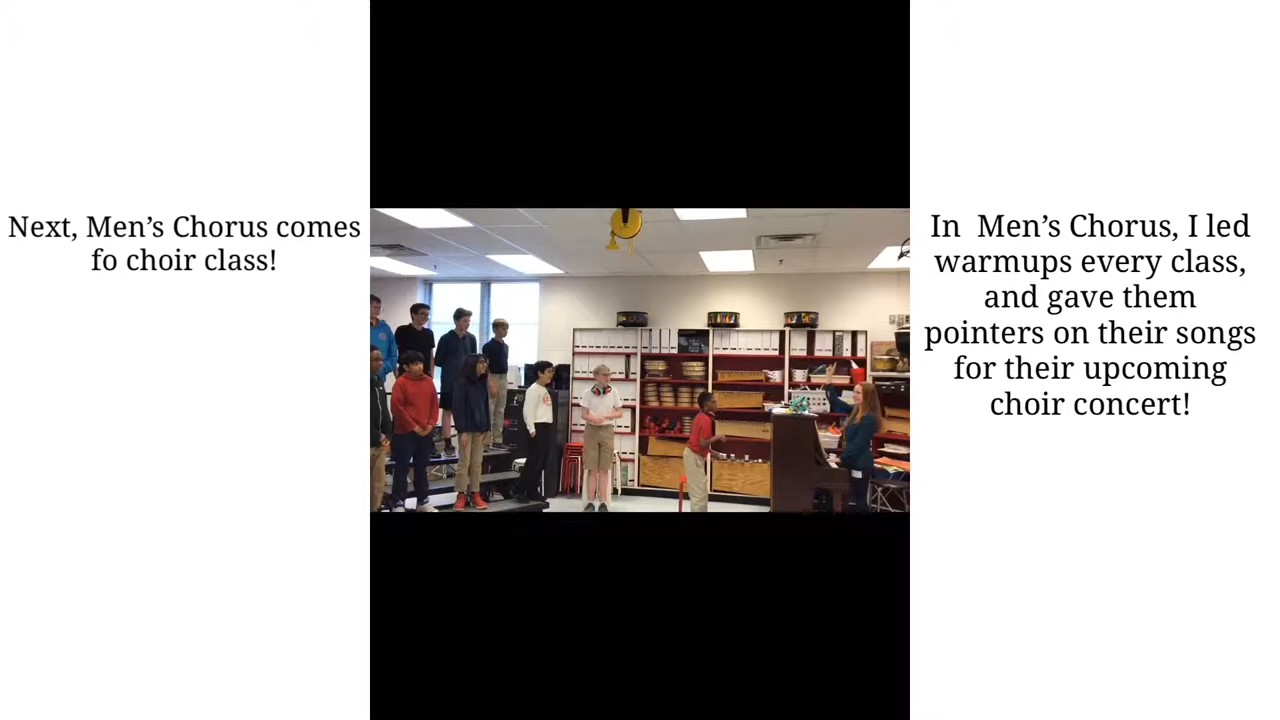 Next, Men’s Chorus comes
fo choir class!
In  Men’s Chorus, I led
warmups every class,
and gave them
pointers on their songs
for their upcoming
choir concert!